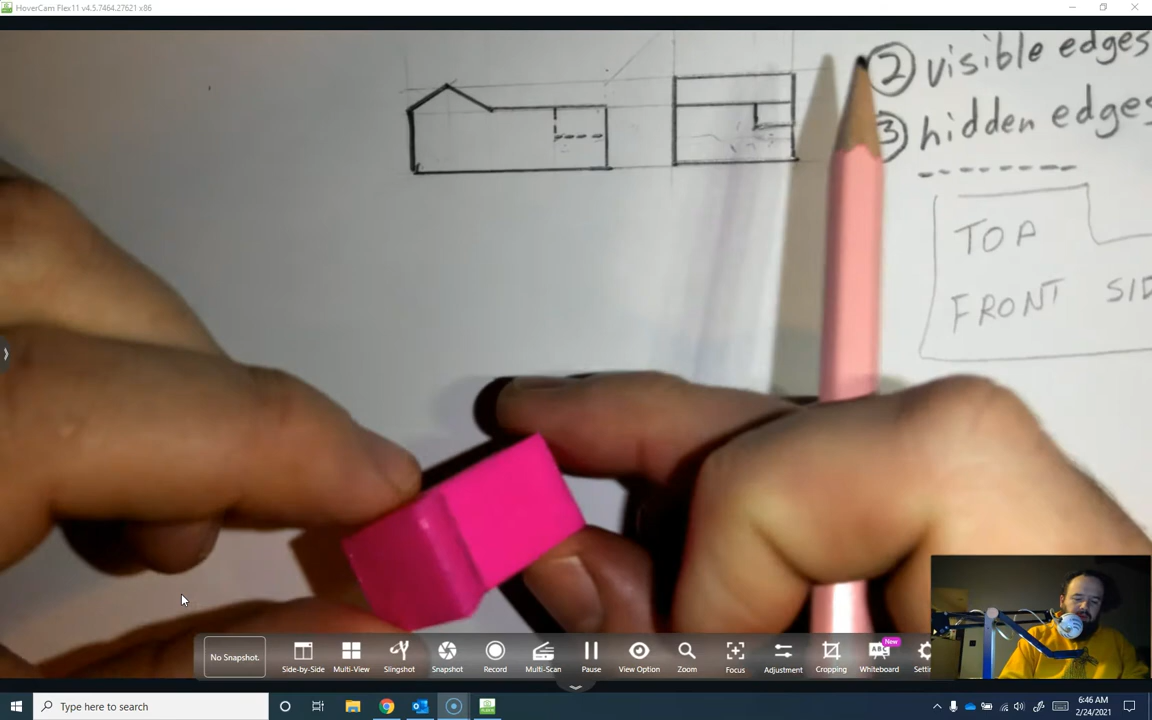 HoverCam Flex11 v4.5.7464.27621 x86
② visible edges
③ hidden edges
TOP
FRONT SID
No Snapshot.
Side-by-Side
Multi-View
Slingshot
Snapshot
Record
Multi-Scan
Pause
View Option
Zoom
Focus
Adjustment
Cropping
New
Whiteboard
Settin
Type here to search
6:46 AM
2/24/2021